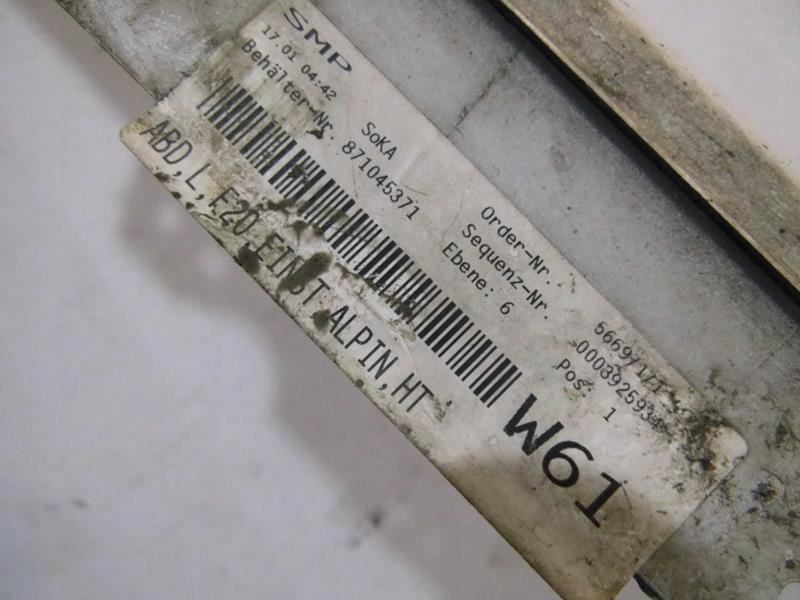 SMP
17.01 04:42 SoKA Order-Nr.
Behälter-Nr. 871045371 Sequenz-Nr.
Ebene: 6 Pos: 1
ABD,L,F20,EINST,ALPIN,HT
W61